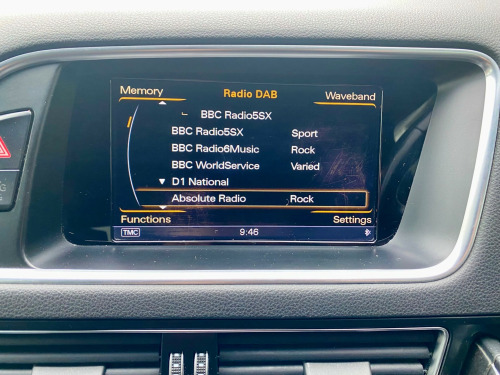 Memory Radio DAB Waveband
BBC Radio5SX
BBC Radio5SX Sport
BBC Radio6Music Rock
BBC WorldService Varied
D1 National
Absolute Radio Rock
Functions Settings
TMC 9:46